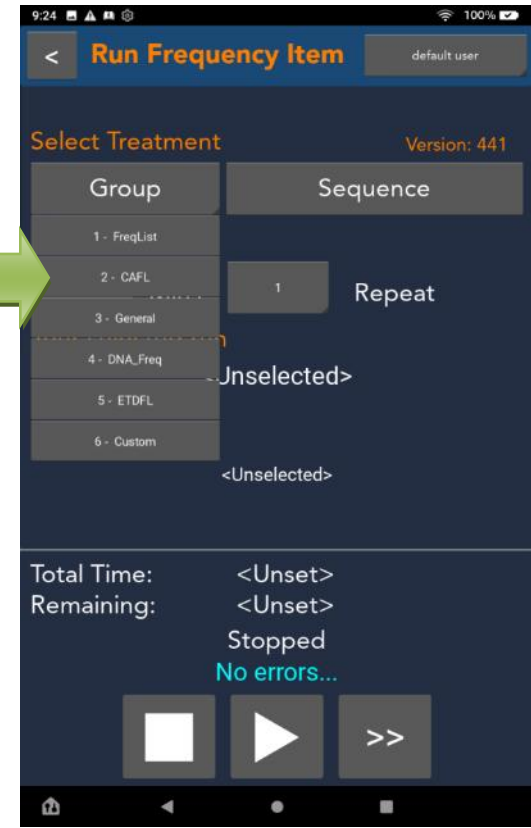 9:24 100%
< Run Frequency Item default user
Select Treatment Version: 441
Group Sequence
1 - FreqList
2 - CAFL
1 Repeat
3 - General
4 - DNA_Freq
<Unselected>
5 - ETDFL
6 - Custom
<Unselected>
Total Time: <Unset>
Remaining: <Unset>
Stopped
No errors...
>>